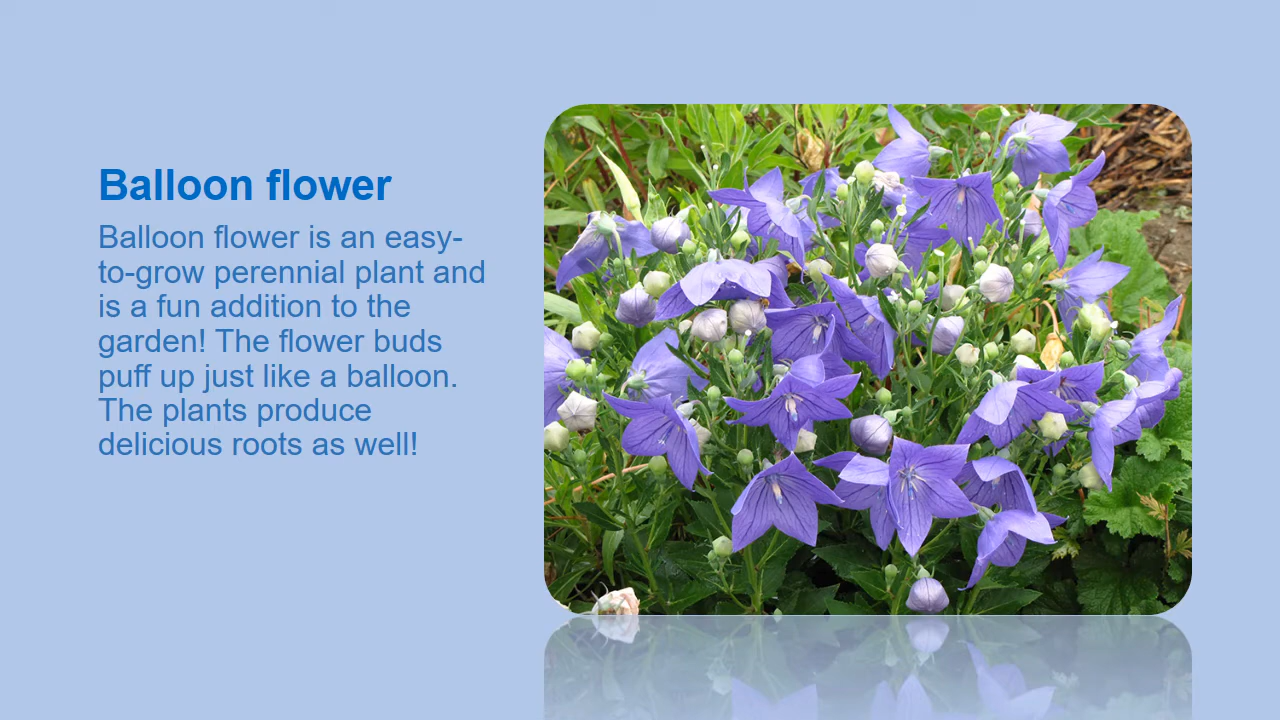 Balloon flower
Balloon flower is an easy-
to-grow perennial plant and
is a fun addition to the
garden! The flower buds
puff up just like a balloon.
The plants produce
delicious roots as well!